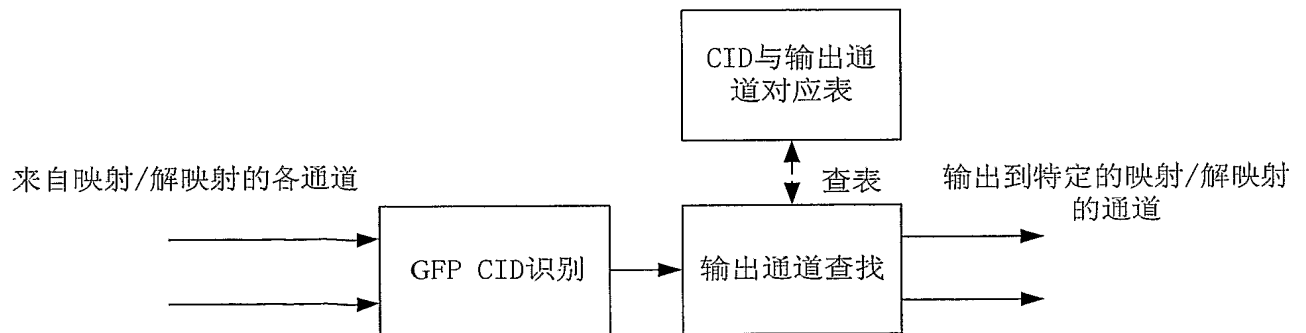 CID与输出通
道对应表
来自映射/解映射的各通道
查表
输出到特定的映射/解映射
的通道
GFP CID识别
输出通道查找